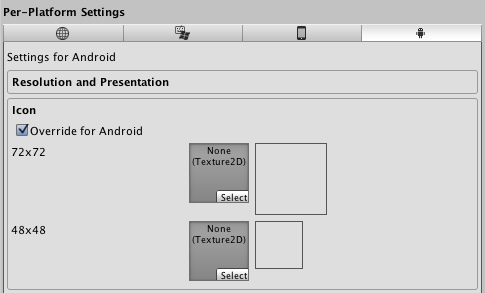 Per-Platform Settings
Settings for Android
Resolution and Presentation
Icon
Override for Android
72x72
None
(Texture2D)
Select
48x48
None
(Texture2D)
Select